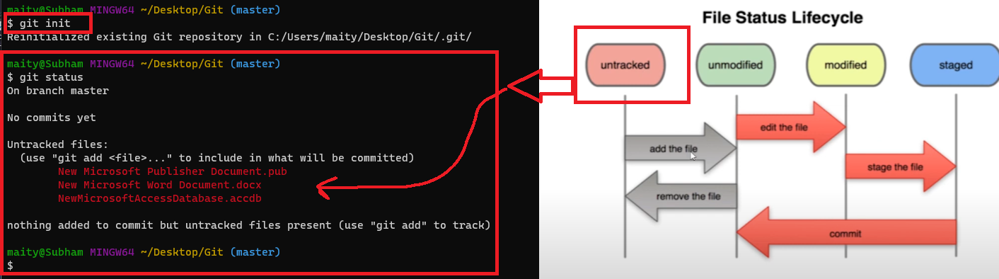 maity@Subham MINGW64 ~/Desktop/Git (master)
$ git init
Reinitialized existing Git repository in C:/Users/maity/Desktop/Git/.git/
maity@Subham MINGW64 ~/Desktop/Git (master)
$ git status
On branch master
No commits yet
Untracked files:
(use "git add <file>..." to include in what will be committed)
New Microsoft Publisher Document.pub
New Microsoft Word Document.docx
NewMicrosoftAccessDatabase.accdb
nothing added to commit but untracked files present (use "git add" to track)
maity@Subham MINGW64 ~/Desktop/Git (master)
$
File Status Lifecycle
untracked
unmodified
modified
staged
edit the file
add the file
stage the file
remove the file
commit